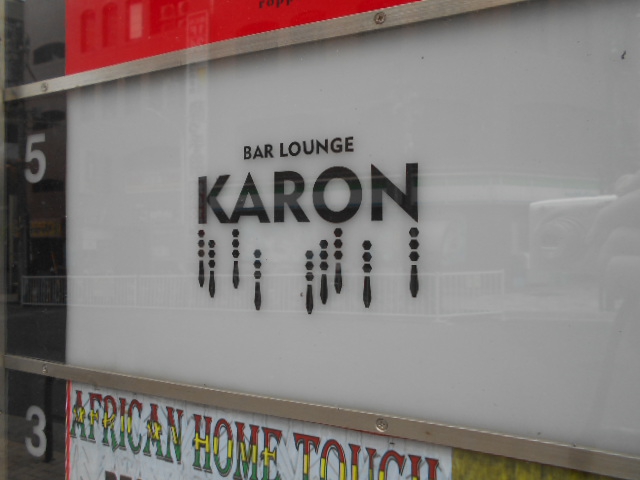 5
BAR LOUNGE
KARON
3
AFRICAN HOME TOUCH